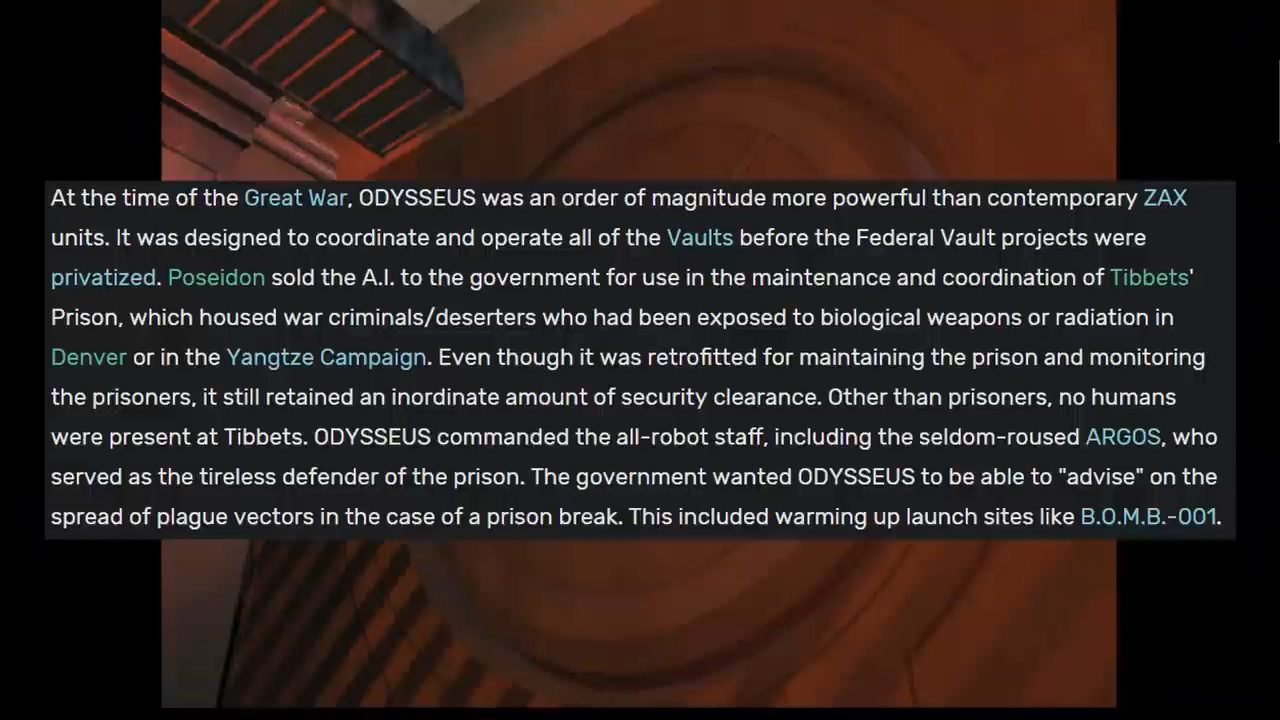 At the time of the Great War, ODYSSEUS was an order of magnitude more powerful than contemporary ZAX
units. It was designed to coordinate and operate all of the Vaults before the Federal Vault projects were
privatized. Poseidon sold the A.I. to the government for use in the maintenance and coordination of Tibbets'
Prison, which housed war criminals/deserters who had been exposed to biological weapons or radiation in
Denver or in the Yangtze Campaign. Even though it was retrofitted for maintaining the prison and monitoring
the prisoners, it still retained an inordinate amount of security clearance. Other than prisoners, no humans
were present at Tibbets. ODYSSEUS commanded the all-robot staff, including the seldom-roused ARGOS, who
served as the tireless defender of the prison. The government wanted ODYSSEUS to be able to "advise" on the
spread of plague vectors in the case of a prison break. This included warming up launch sites like B.O.M.B.-001.